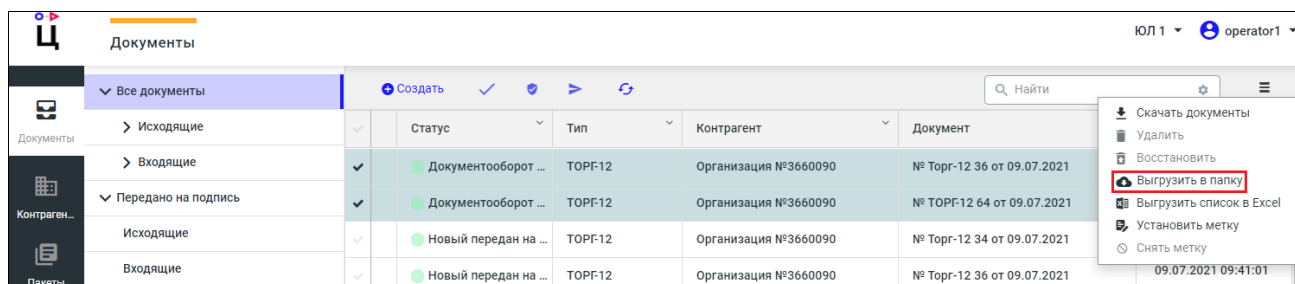 Ц
Документы
ЮЛ 1
operator1
Документы
Контраген...
Пакеты
Все документы
Исходящие
Входящие
Передано на подпись
Исходящие
Входящие
Создать
Найти
Статус Тип Контрагент Документ
Документооборот ... ТОРГ-12 Организация №3660090 № Торг-12 36 от 09.07.2021
Документооборот ... ТОРГ-12 Организация №3660090 № ТОРГ-12 64 от 09.07.2021
Новый передан на ... ТОРГ-12 Организация №3660090 № Торг-12 34 от 09.07.2021
Новый передан на ... ТОРГ-12 Организация №3660090 № Торг-12 36 от 09.07.2021 09.07.2021 09:41:01
Скачать документы
Удалить
Восстановить
Выгрузить в папку
Выгрузить список в Excel
Установить метку
Снять метку